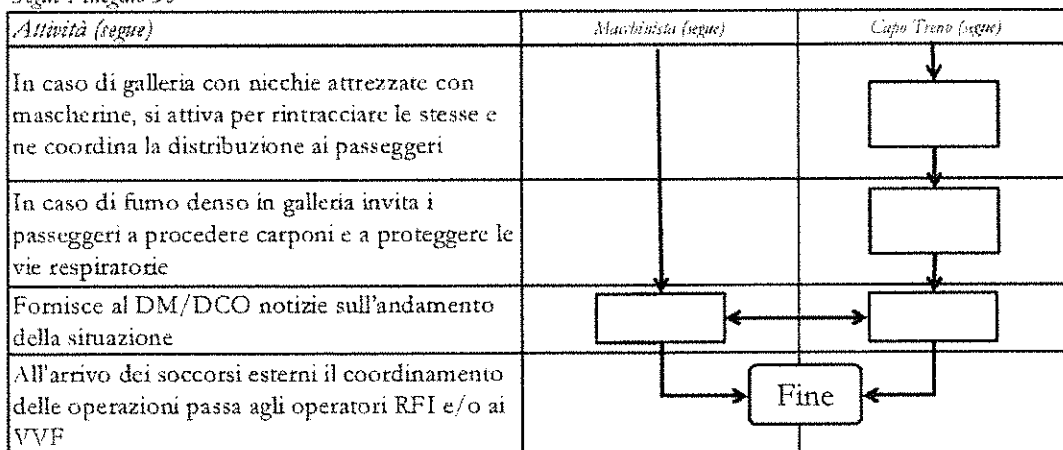 Attività (segue)
Macchinista (segue)
Capo Treno (segue)
In caso di galleria con nicchie attrezzate con
mascherine, si attiva per rintracciare le stesse e
ne coordina la distribuzione ai passeggeri
In caso di fumo denso in galleria invita i
passeggeri a procedere carponi e a proteggere le
vie respiratorie
Fornisce al DM/DCO notizie sull'andamento
della situazione
All'arrivo dei soccorsi esterni il coordinamento
delle operazioni passa agli operatori RFI e/o ai
VVF
Fine